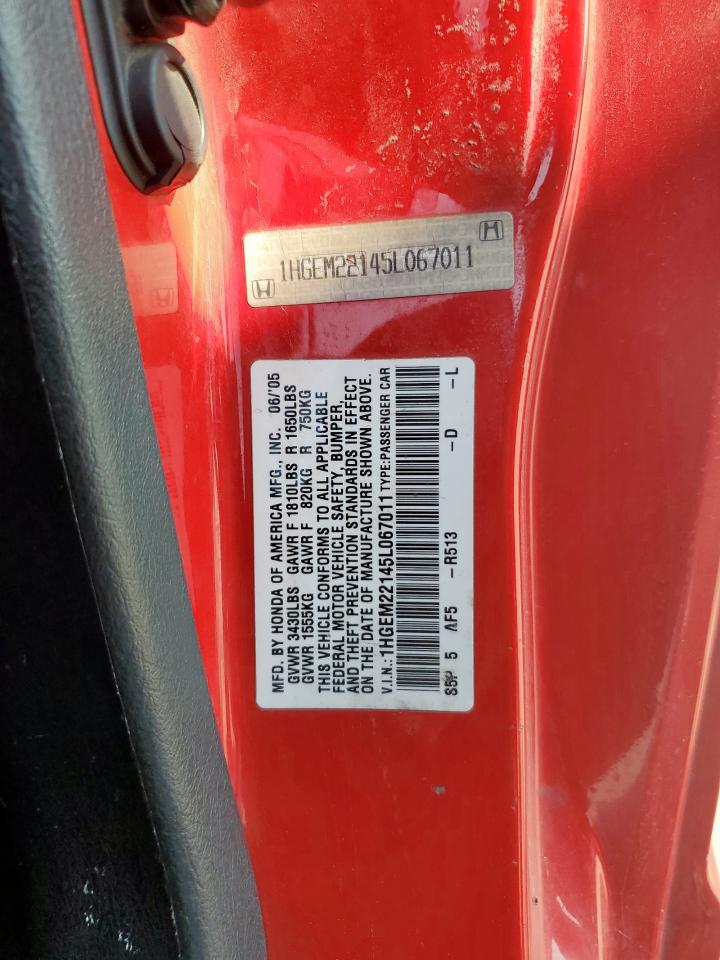 1HGEM22145L067011
MFD. BY HONDA OF AMERICA MFG., INC. 06/'05
GVWR 3430LBS GAWR F 1810LBS R 1650LBS
GVWR 1555KG GAWR F 820KG R 750KG
THIS VEHICLE CONFORMS TO ALL APPLICABLE
FEDERAL MOTOR VEHICLE SAFETY, BUMPER,
AND THEFT PREVENTION STANDARDS IN EFFECT
ON THE DATE OF MANUFACTURE SHOWN ABOVE.
V.I.N.: 1HGEM22145L067011 TYPE:PASSENGER CAR
S5P 5 AF5 -R513 -D -L